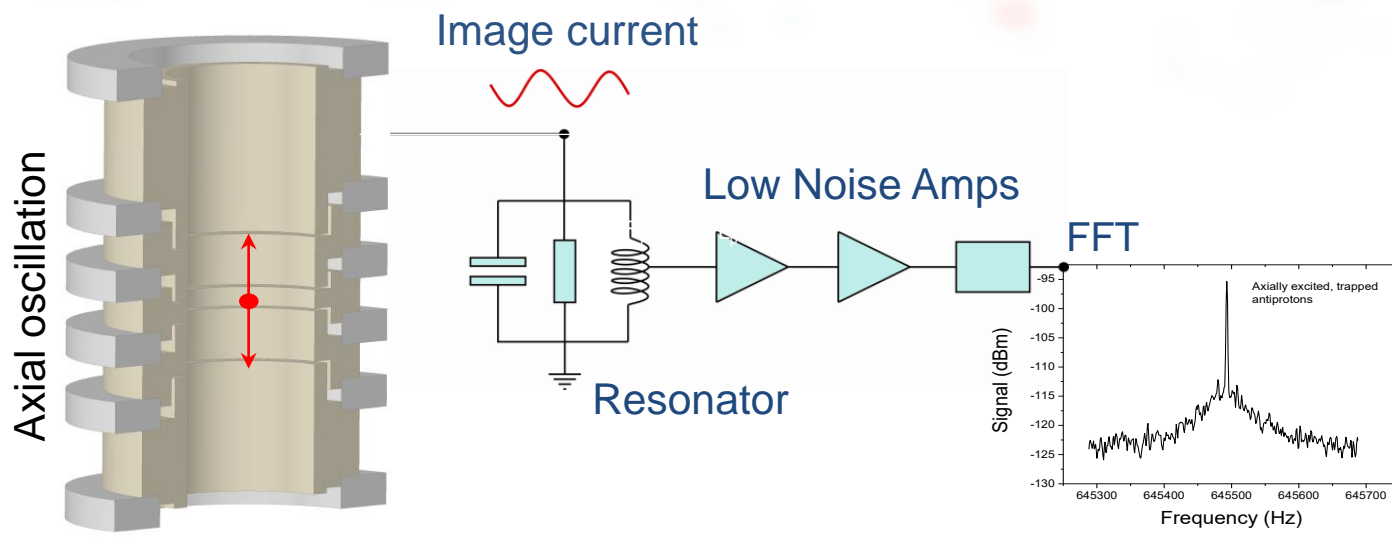 Image current
Axial oscillation
Low Noise Amps
FFT
Resonator
Axially excited, trapped
antiprotons
Signal (dBm)
-95
-100
-105
-110
-115
-120
-125
-130
645300 645400 645500 645600 645700
Frequency (Hz)